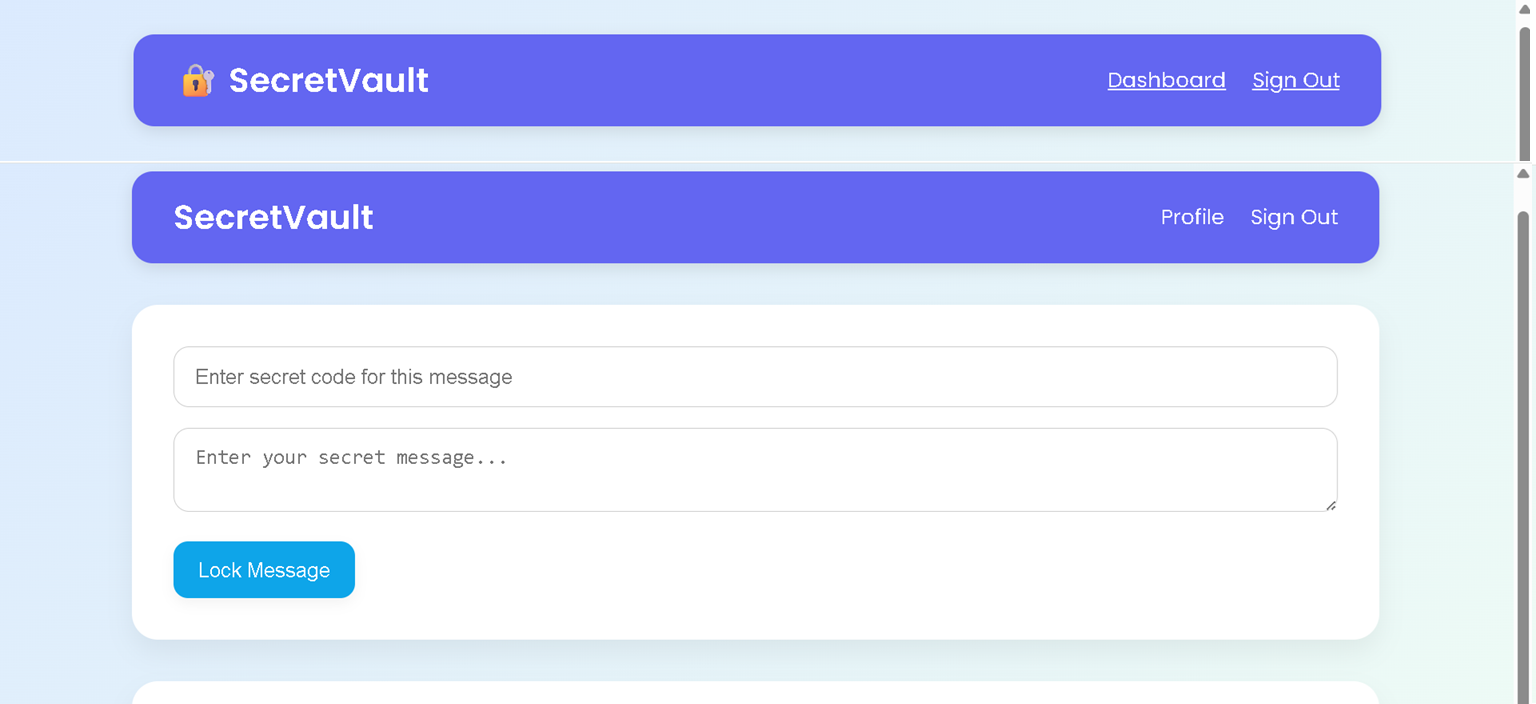 🔐 SecretVault Dashboard Sign Out
SecretVault Profile Sign Out
Enter secret code for this message
Enter your secret message...
Lock Message